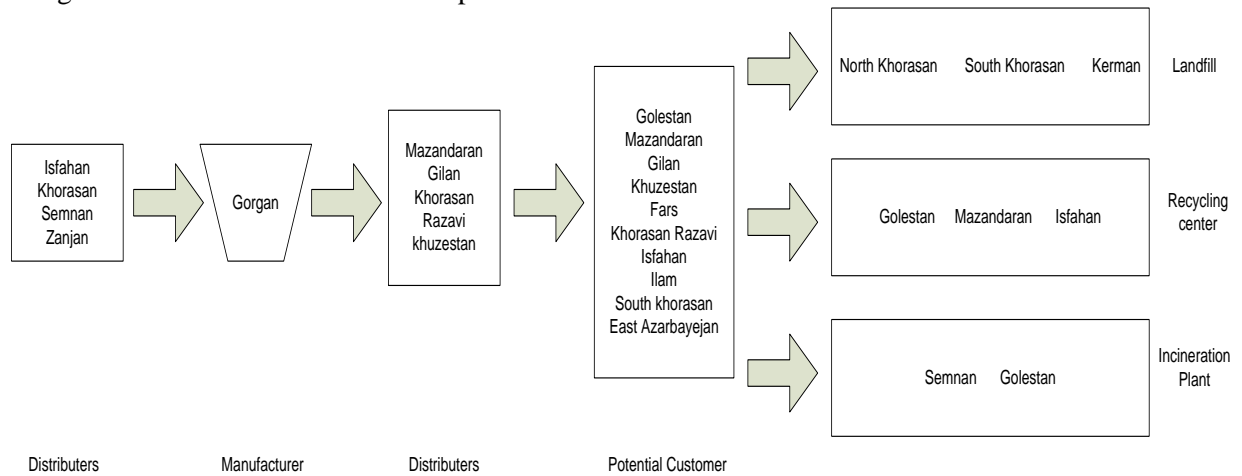 Isfahan
Khorasan
Semnan
Zanjan
Gorgan
Mazandaran
Gilan
Khorasan
Razavi
khuzestan
Golestan
Mazandaran
Gilan
Khuzestan
Fars
Khorasan Razavi
Isfahan
Ilam
South khorasan
East Azarbayejan
North Khorasan South Khorasan Kerman
Landfill
Golestan Mazandaran Isfahan
Recycling
center
Semnan Golestan
Incineration
Plant
Distributers Manufacturer Distributers Potential Customer